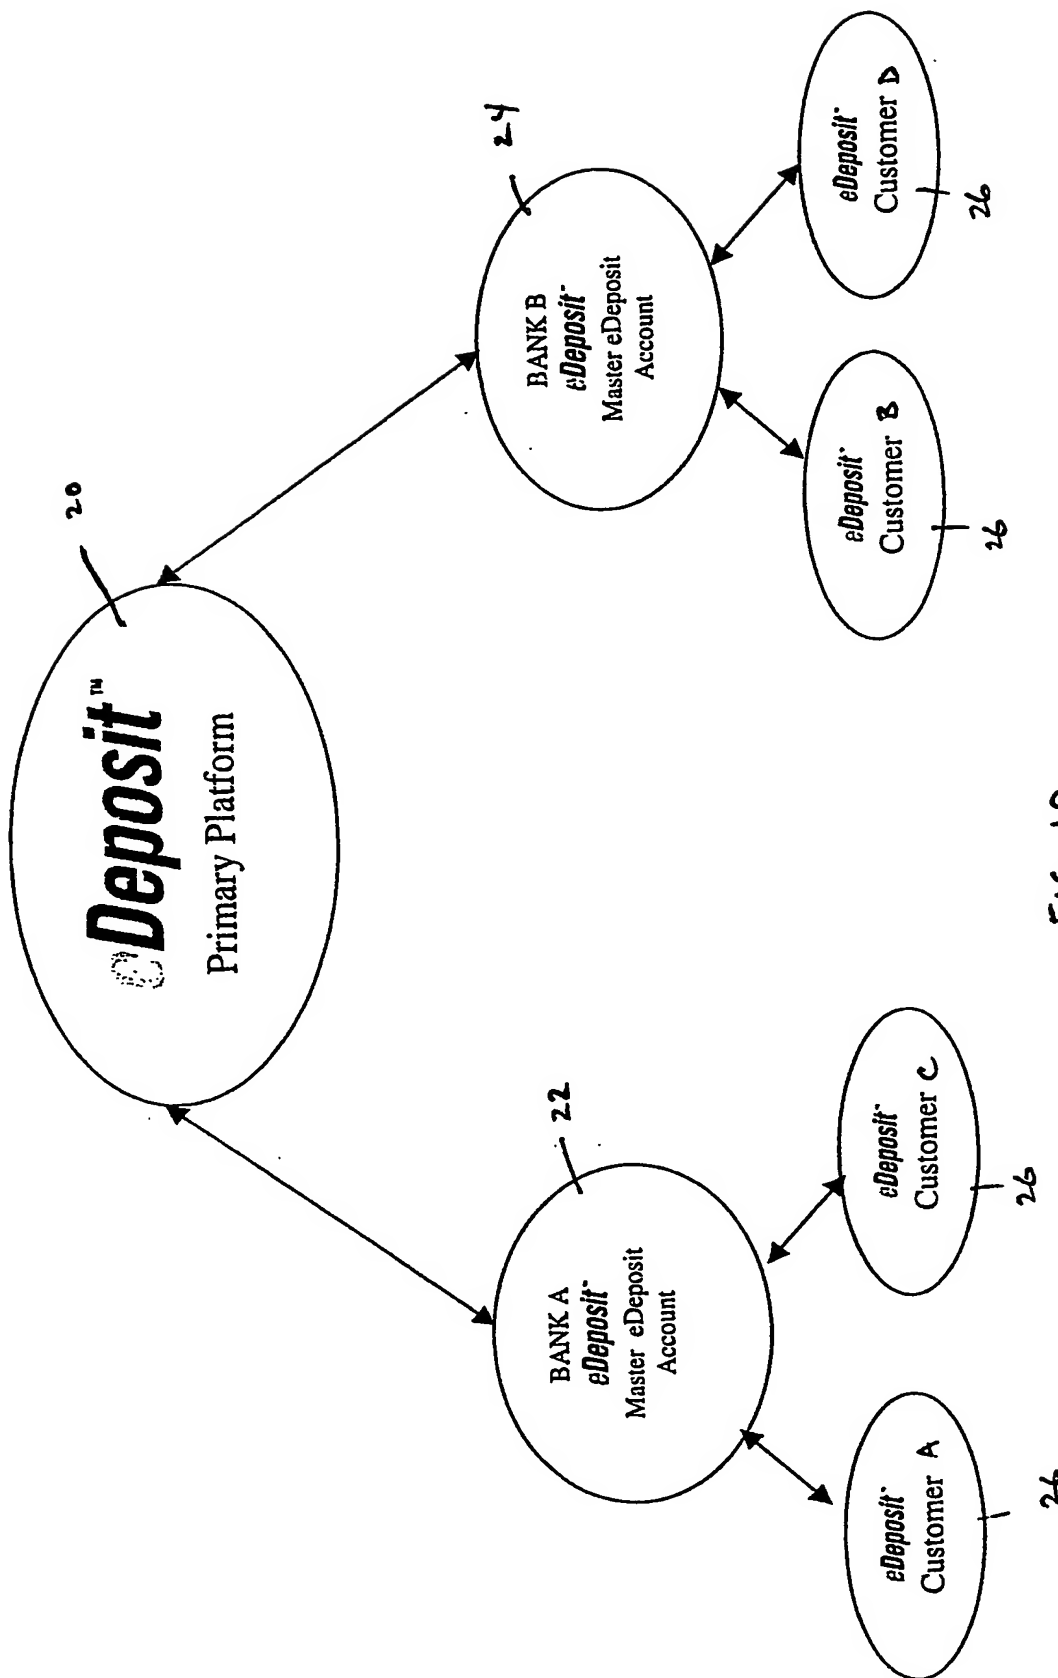 20
eDeposit™
Primary Platform
22
BANK A
eDeposit
Master eDeposit
Account
24
BANK B
eDeposit
Master eDeposit
Account
eDeposit
Customer A
26
eDeposit
Customer C
26
eDeposit
Customer B
26
eDeposit
Customer D
26